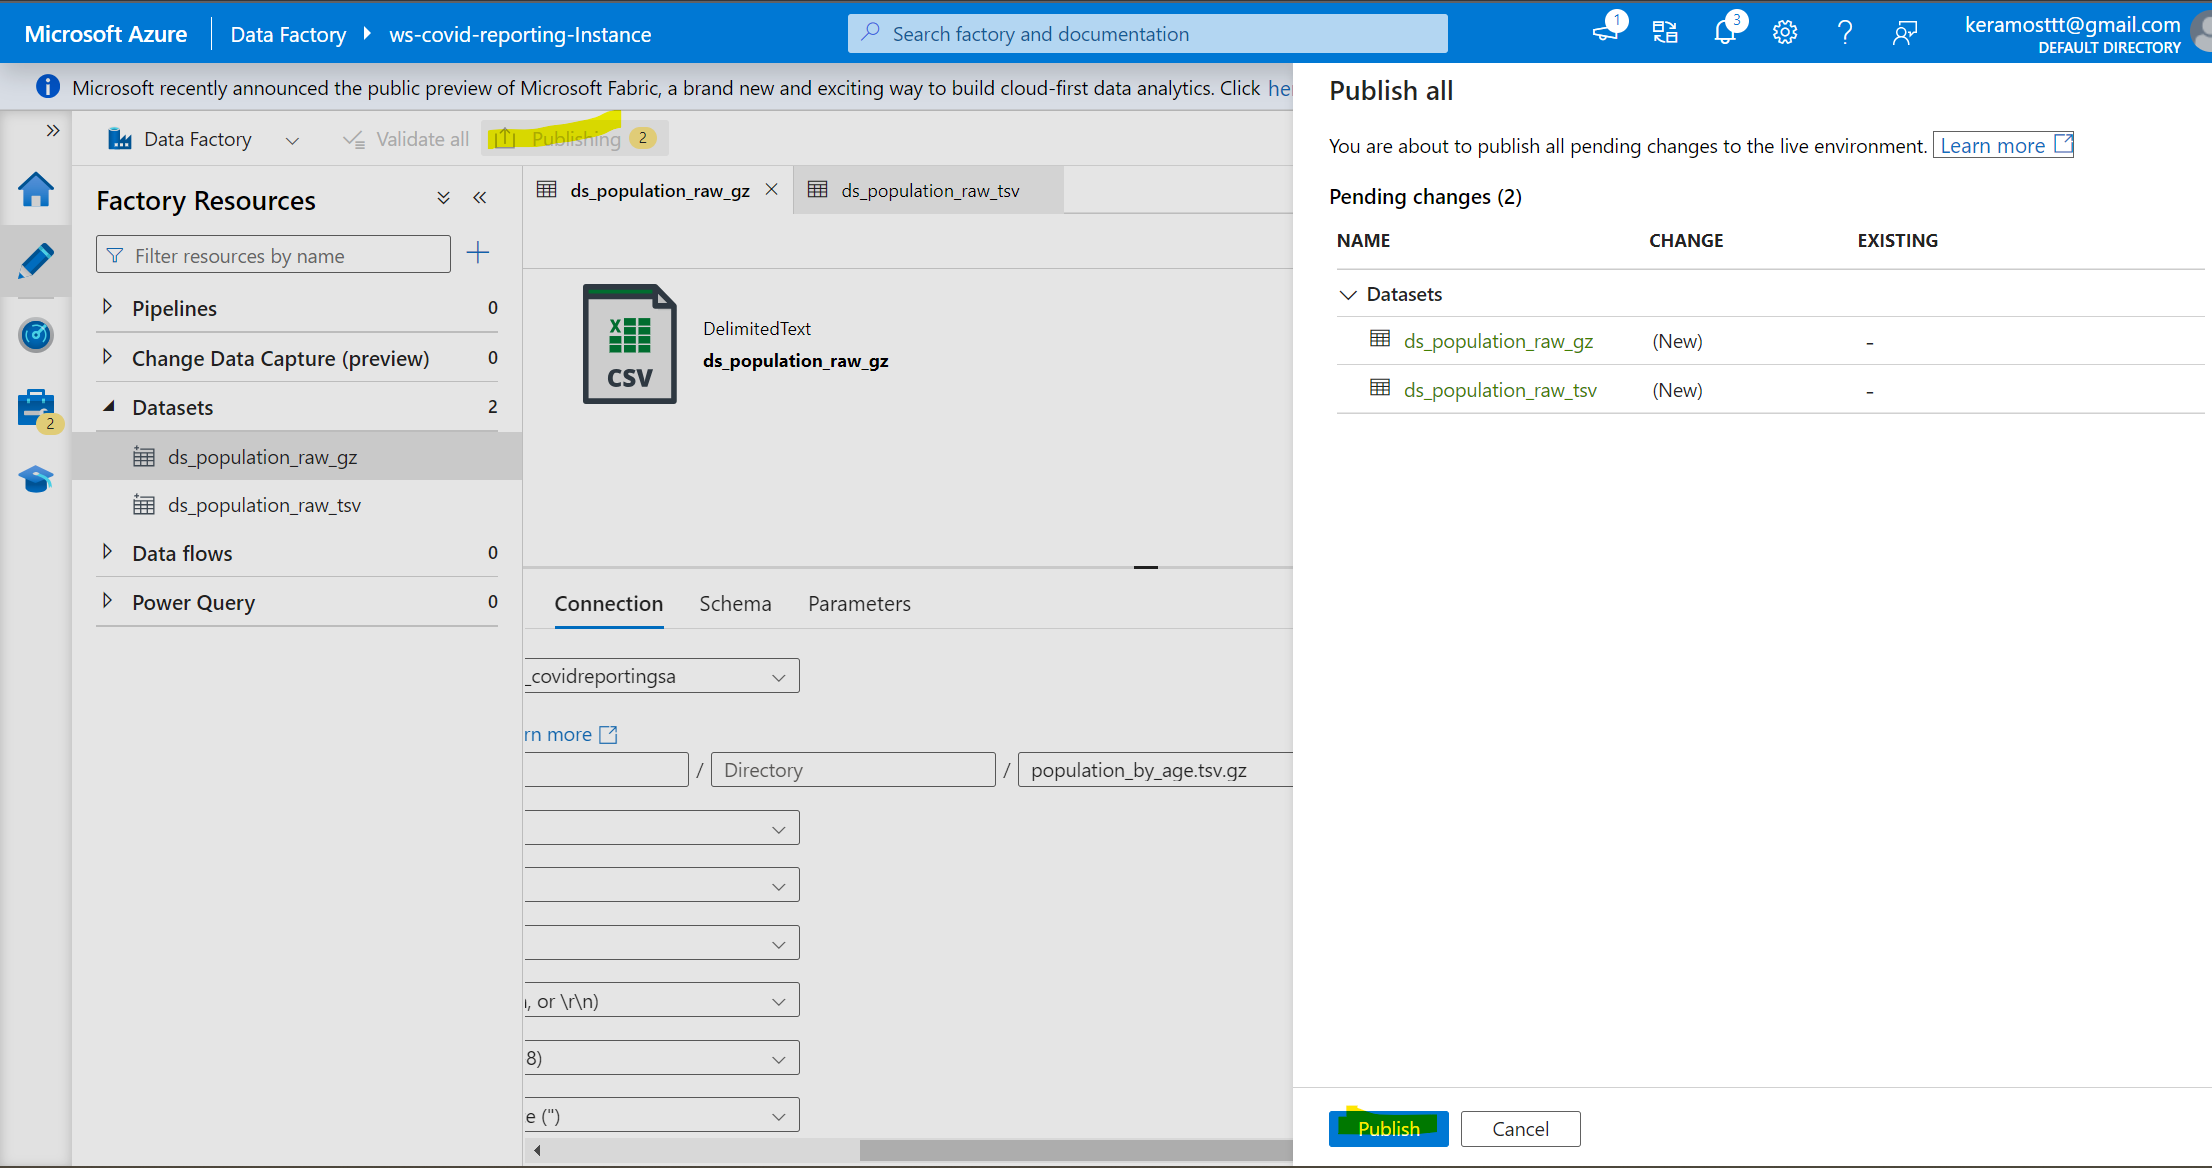 Microsoft Azure
Data Factory
ws-covid-reporting-Instance
Search factory and documentation
1
3
keramosttt@gmail.com
DEFAULT DIRECTORY
Microsoft recently announced the public preview of Microsoft Fabric, a brand new and exciting way to build cloud-first data analytics. Click
Data Factory
Validate all
Publishing
2
2
Factory Resources
Filter resources by name
Pipelines 0
Change Data Capture (preview) 0
Datasets 2
ds_population_raw_gz
ds_population_raw_tsv
Data flows 0
Power Query 0
ds_population_raw_gz
ds_population_raw_tsv
CSV
DelimitedText
ds_population_raw_gz
Connection
Schema
Parameters
_covidreportingsa
rn more
/ Directory / population_by_age.tsv.gz
, or \r\n)
8)
e (")
Publish all
You are about to publish all pending changes to the live environment. Learn more
Pending changes (2)
NAME CHANGE EXISTING
Datasets
ds_population_raw_gz (New) -
ds_population_raw_tsv (New) -
Publish
Cancel